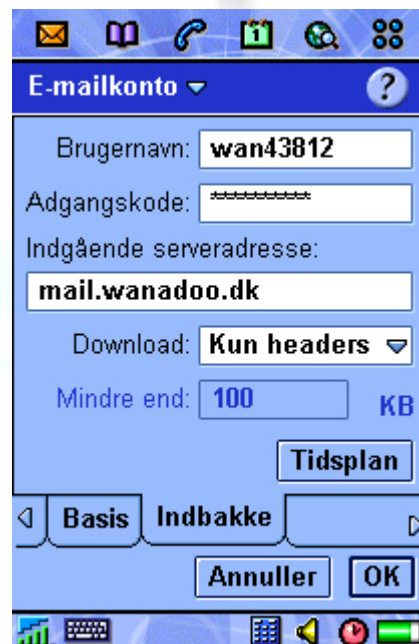 E-mailkonto
?
Brugernavn: wan43812
Adgangskode: **********
Indgående serveradresse:
mail.wanadoo.dk
Download: Kun headers
Mindre end: 100 KB
Tidsplan
Basis Indbakke
Annuller OK